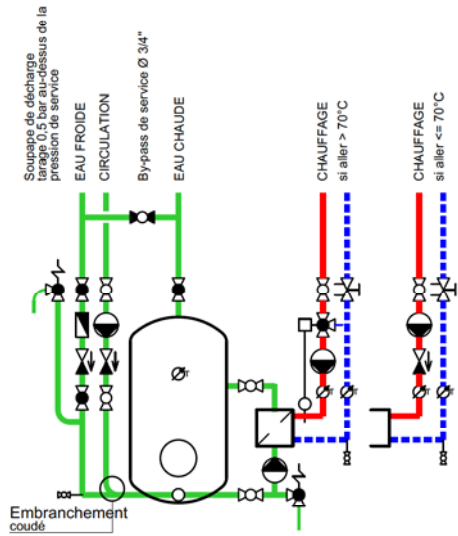 Soupape de décharge
tarage 0,5 bar au-dessus de la
pression de service
EAU FROIDE
CIRCULATION
By-pass de service Ø 3/4"
EAU CHAUDE
CHAUFFAGE
si aller > 70°C
CHAUFFAGE
si aller <= 70°C
T
T
T
T
T
Embranchement
coudé